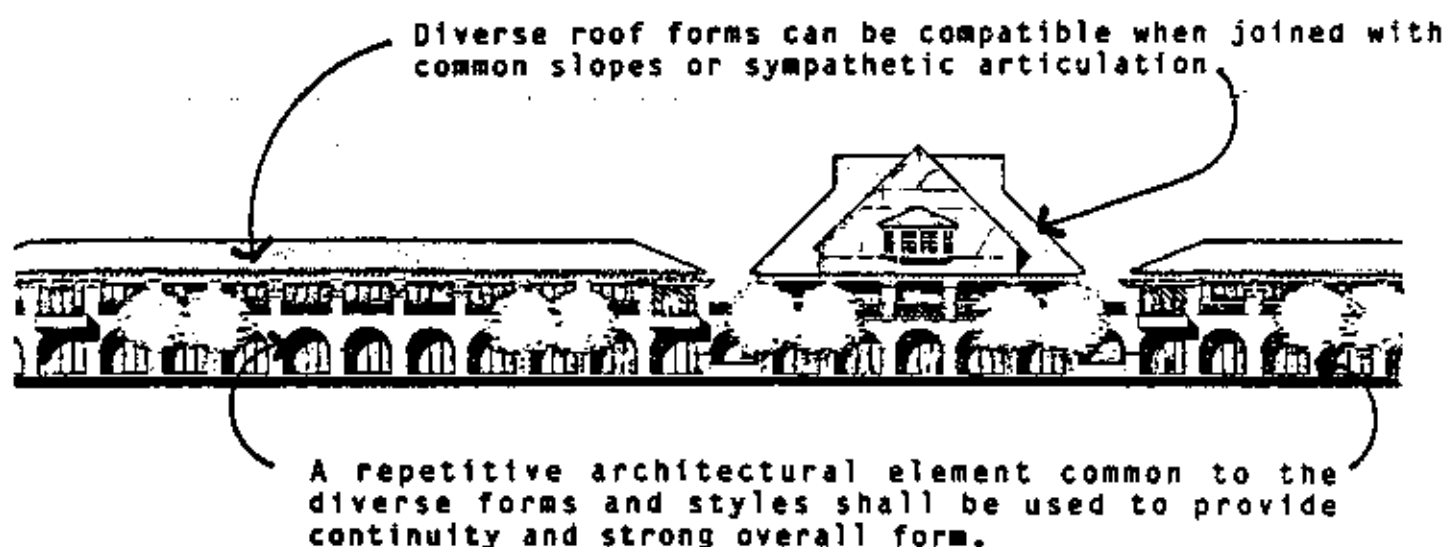 Diverse roof forms can be compatible when joined with
common slopes or sympathetic articulation.
A repetitive architectural element common to the
diverse forms and styles shall be used to provide
continuity and strong overall form.